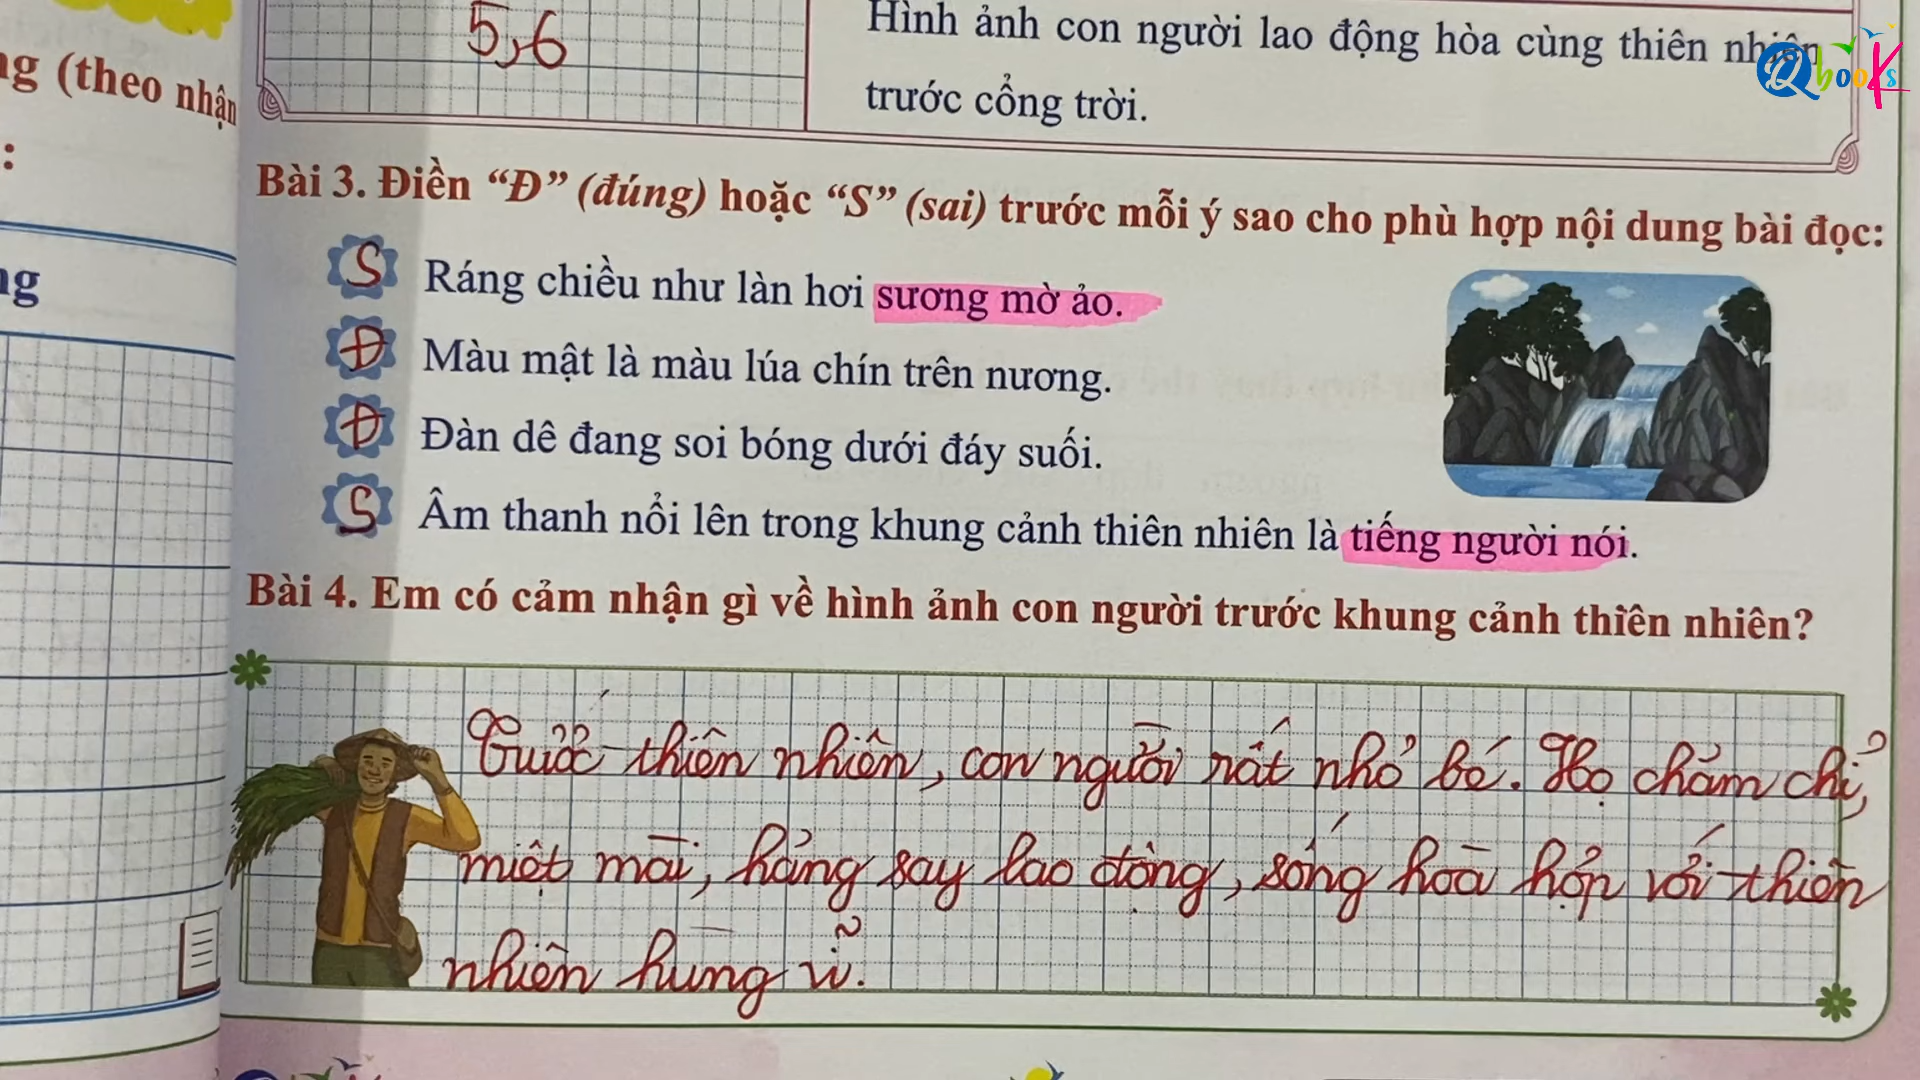 5,6
Hình ảnh con người lao động hòa cùng thiên nhiên
trước cổng trời.
Qbooks
ng (theo nhận
:
ng
Bài 3. Điền “Đ” (đúng) hoặc “S” (sai) trước mỗi ý sao cho phù hợp nội dung bài đọc:
S Ráng chiều như làn hơi sương mờ ảo.
Đ Màu mật là màu lúa chín trên nương.
Đ Đàn dê đang soi bóng dưới đáy suối.
S Âm thanh nổi lên trong khung cảnh thiên nhiên là tiếng người nói.
Bài 4. Em có cảm nhận gì về hình ảnh con người trước khung cảnh thiên nhiên?
Trước thiên nhiên, con người rất nhỏ bé. Họ chăm chỉ,
miệt mài, hăng say lao động, sống hoà hợp với thiên
nhiên hùng vĩ.